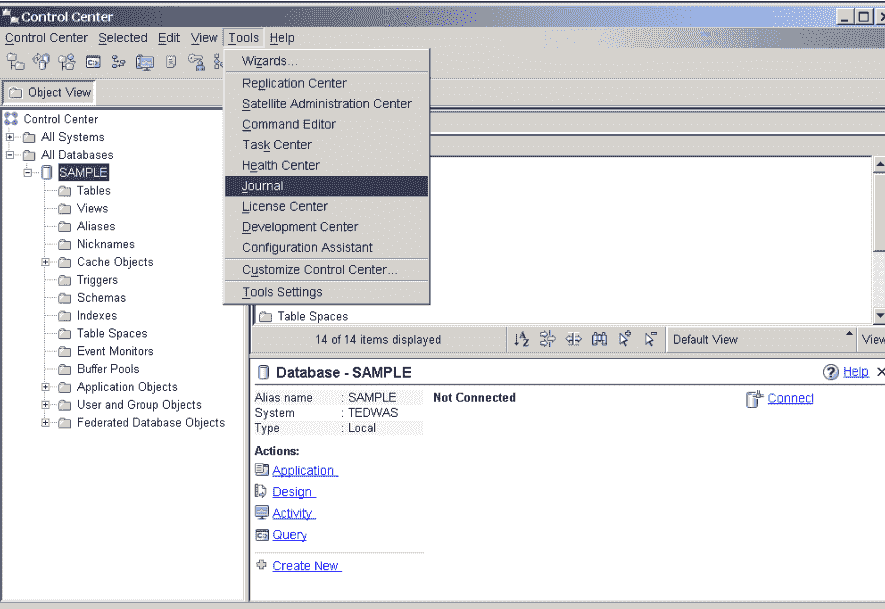 Control Center
Control Center Selected Edit View Tools Help
Wizards...
Replication Center
Satellite Administration Center
Command Editor
Task Center
Health Center
Journal
License Center
Development Center
Configuration Assistant
Customize Control Center...
Tools Settings
Object View
Control Center
All Systems
All Databases
SAMPLE
Tables
Views
Aliases
Nicknames
Cache Objects
Triggers
Schemas
Indexes
Table Spaces
Event Monitors
Buffer Pools
Application Objects
User and Group Objects
Federated Database Objects
Table Spaces
14 of 14 items displayed
Default View
View
Database - SAMPLE
Help
Alias name : SAMPLE
System : TEDWAS
Type : Local
Not Connected
Connect
Actions:
Application
Design
Activity
Query
Create New